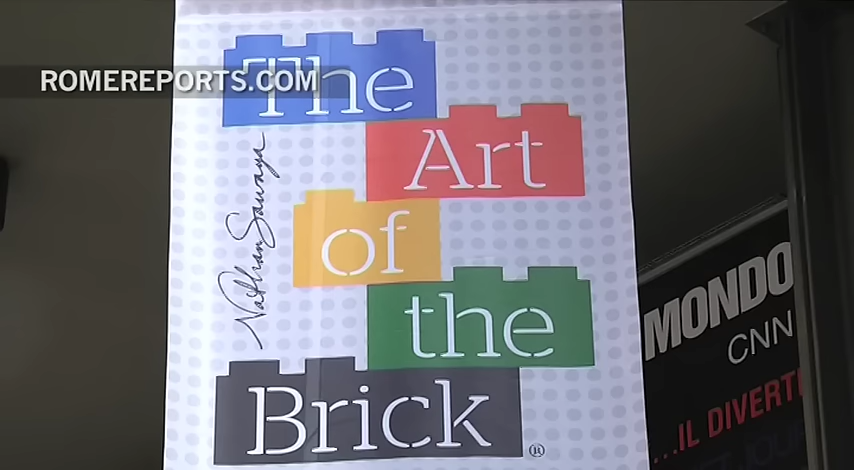 ROMEREPORTS.COM
The
Art
of
the
Brick
®
Nathan Sawaya
MONDO
CNN
...IL DIVERTI